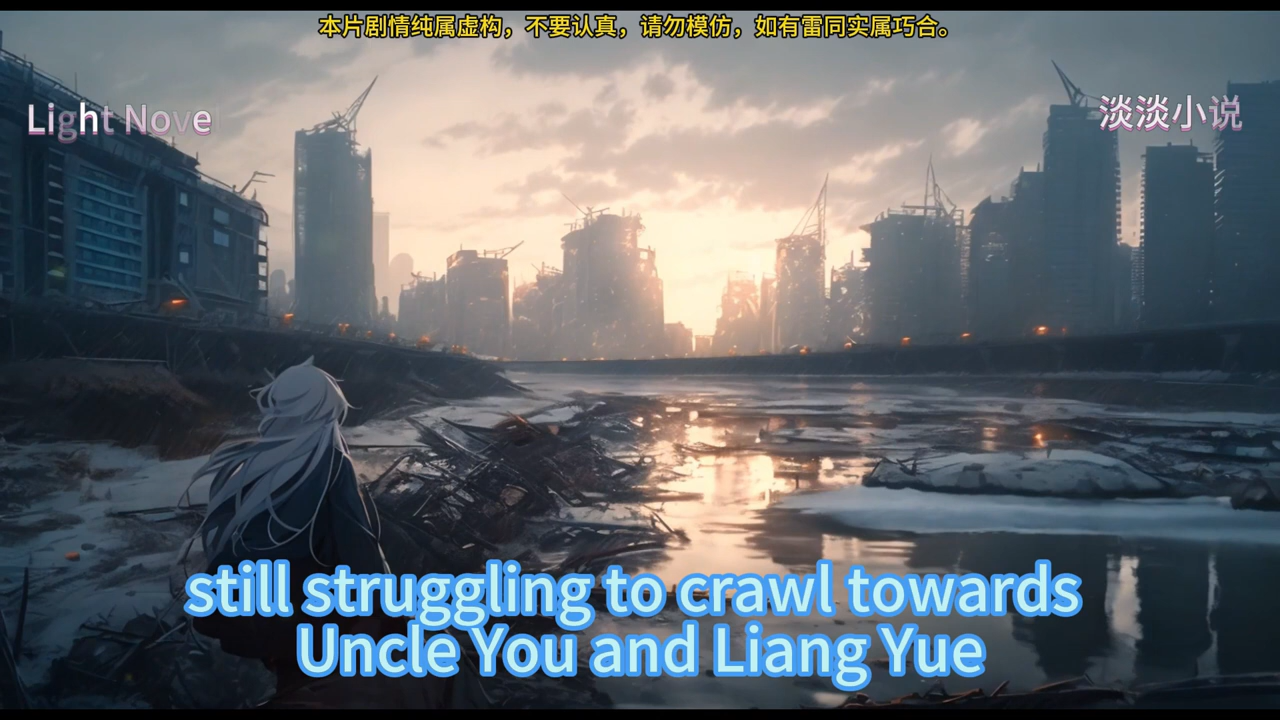 本片剧情纯属虚构，不要认真，请勿模仿，如有雷同实属巧合。
Light Nove
淡淡小说
still struggling to crawl towards
Uncle You and Liang Yue